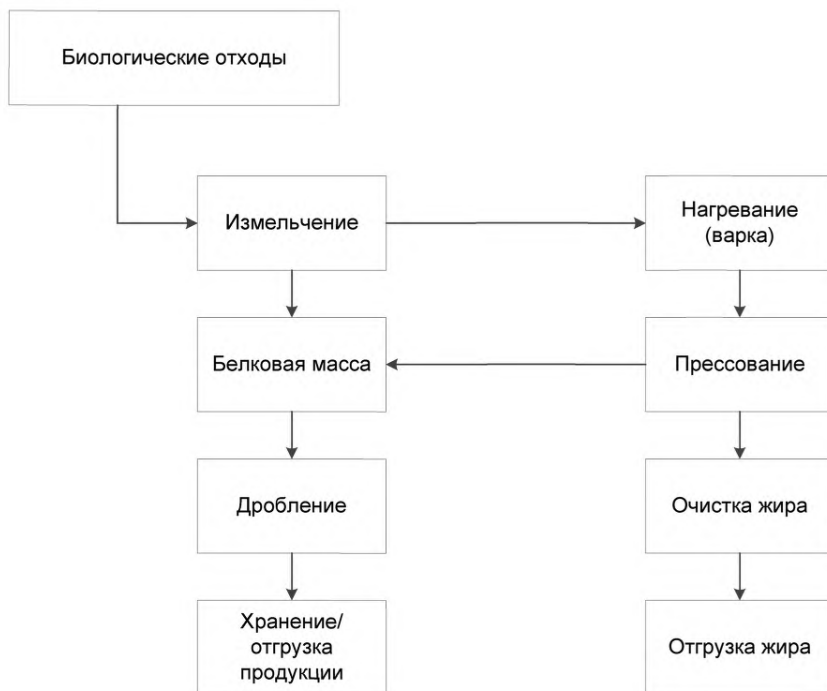 Биологические отходы
Измельчение
Нагревание
(варка)
Белковая масса
Прессование
Дробление
Очистка жира
Хранение/
отгрузка
продукции
Отгрузка жира